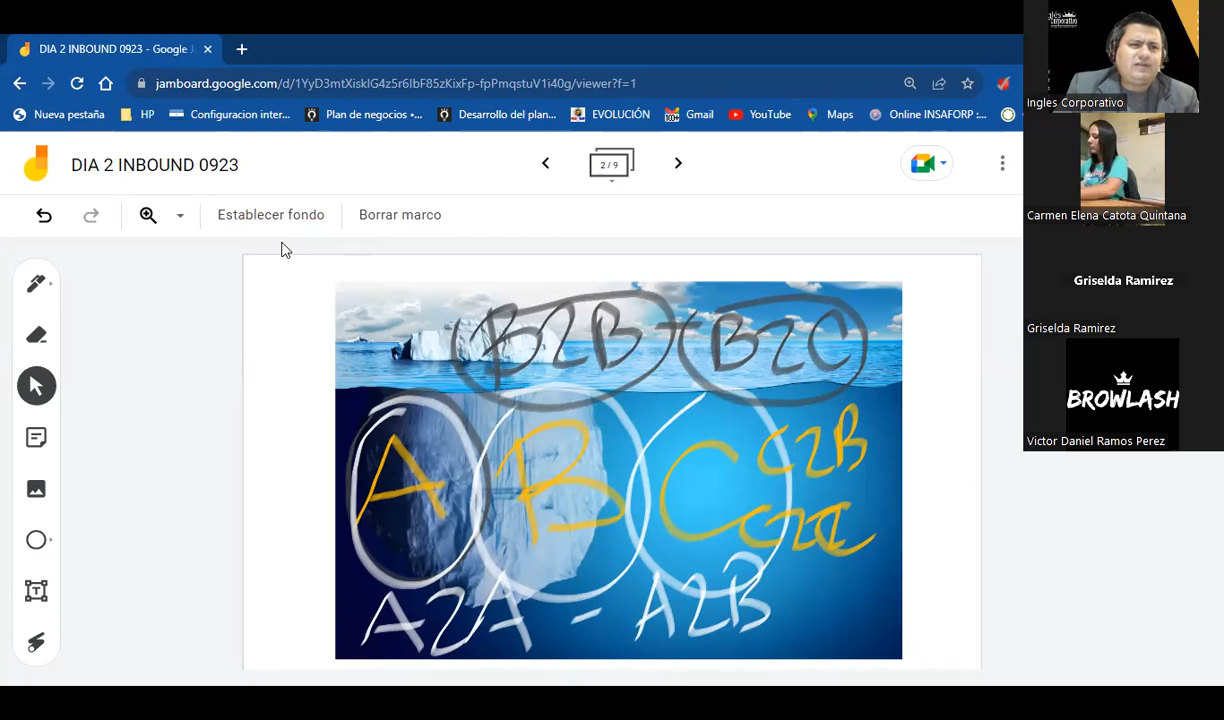 DIA 2 INBOUND 0923 - Google J
jamboard.google.com/d/1YyD3mtXisklG4z5r6IbF85zKixFp-fpPmqstuV1i40g/viewer?f=1
Nueva pestaña HP Configuracion inter... Plan de negocios •... Desarrollo del plan... EVOLUCIÓN Gmail YouTube Maps Online INSAFORP :...
DIA 2 INBOUND 0923
2 / 9
Establecer fondo Borrar marco
B2B - B2C
A B C C2B
C2C
A2A - A2B
Ingles Corporativo
Carmen Elena Catota Quintana
Griselda Ramirez
Griselda Ramirez
BROWLASH
Victor Daniel Ramos Perez